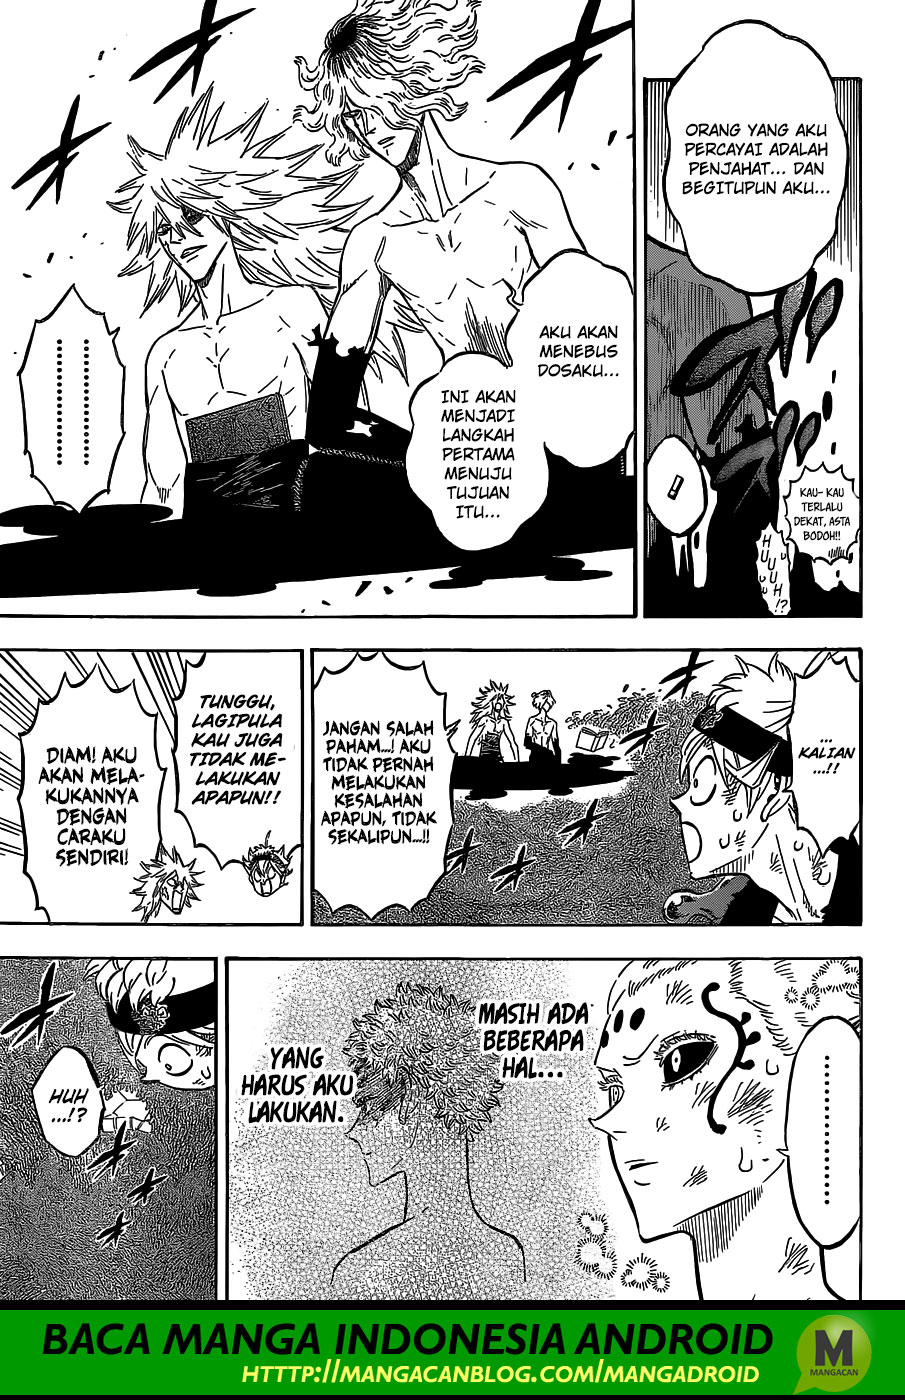 ORANG YANG AKU
PERCAYAI ADALAH
PENJAHAT... DAN
BEGITUPUN AKU...
!
KAU- KAU
TERLALU
DEKAT, ASTA
BODOH!!
HUUUH
!?
AKU AKAN
MENEBUS
DOSAKU...
INI AKAN
MENJADI
LANGKAH
PERTAMA
MENUJU
TUJUAN
ITU...
..............
...
KALIAN
...!!
JANGAN SALAH
PAHAM...! AKU
TIDAK PERNAH
MELAKUKAN
KESALAHAN
APAPUN, TIDAK
SEKALIPUN...!!
TUNGGU,
LAGIPULA
KAU JUGA
TIDAK ME-
LAKUKAN
APAPUN!!
DIAM! AKU
AKAN MELA-
KUKANNYA
DENGAN
CARAKU
SENDIRI!
................
MASIH ADA
BEBERAPA
HAL...
YANG
HARUS AKU
LAKUKAN.
HUH
...!?
BACA MANGA INDONESIA ANDROID
HTTTP://MANGACANBLOG.COM/MANGADROID
M
MANGACAN